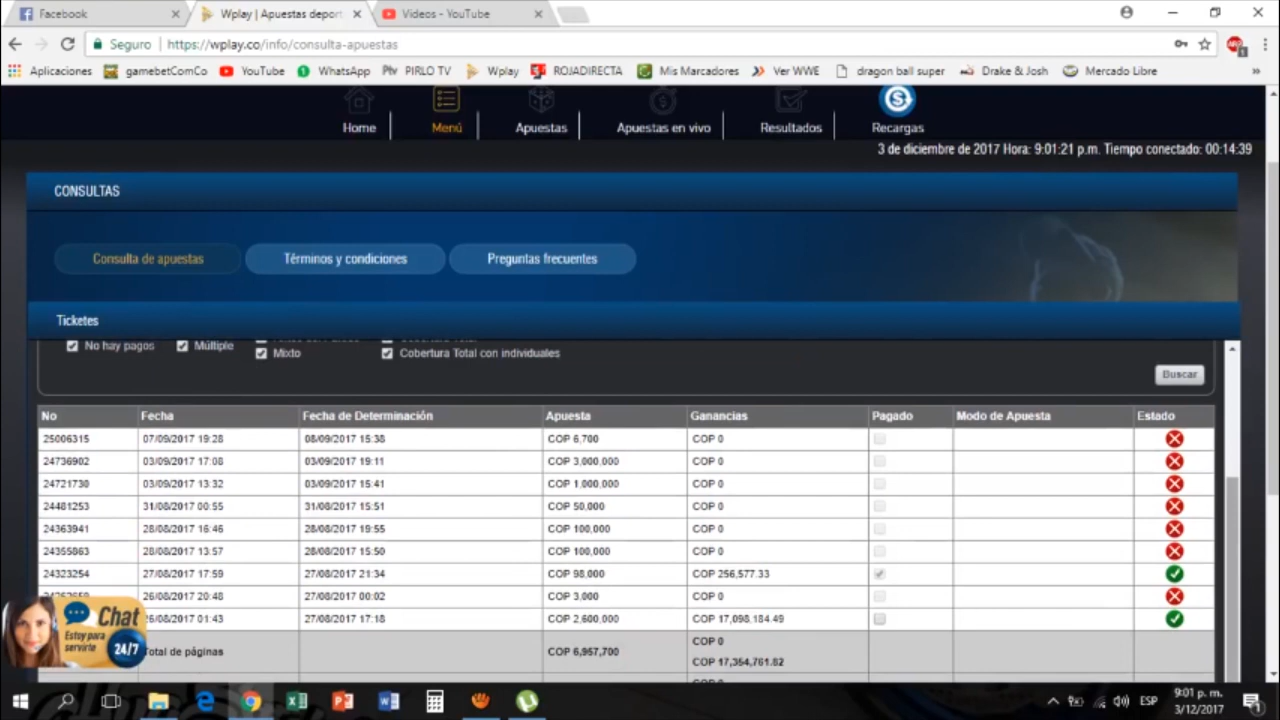 Facebook
Wplay | Apuestas deport
Videos - YouTube
Seguro | https://wplay.co/info/consulta-apuestas
Aplicaciones gamebetComCo YouTube WhatsApp PIRLO TV Wplay ROJADIRECTA Mis Marcadores Ver WWE dragon ball super Drake & Josh Mercado Libre »
Home Menú Apuestas Apuestas en vivo Resultados Recargas
3 de diciembre de 2017 Hora: 9:01:21 p.m. Tiempo conectado: 00:14:39
CONSULTAS
Consulta de apuestas Términos y condiciones Preguntas frecuentes
Ticketes
No hay pagos Múltiple
Mixto Cobertura Total con individuales
Buscar
No Fecha Fecha de Determinación Apuesta Ganancias Pagado Modo de Apuesta Estado
25006315 07/09/2017 19:28 08/09/2017 15:38 COP 6,700 COP 0
24736902 03/09/2017 17:08 03/09/2017 19:11 COP 3,000,000 COP 0
24721730 03/09/2017 13:32 03/09/2017 15:41 COP 1,000,000 COP 0
24481253 31/08/2017 00:55 31/08/2017 15:51 COP 50,000 COP 0
24363941 28/08/2017 16:46 28/08/2017 19:55 COP 100,000 COP 0
24355863 28/08/2017 13:57 28/08/2017 15:50 COP 100,000 COP 0
24323254 27/08/2017 17:59 27/08/2017 21:34 COP 98,000 COP 256,577.33
26/08/2017 20:48 27/08/2017 00:02 COP 3,000 COP 0
/08/2017 01:43 27/08/2017 17:18 COP 2,600,000 COP 17,098,184.49
Total de páginas COP 6,957,700 COP 0
COP 17,354,761.82
Chat
Estoy para
servirte 24/7
ESP
9:01 p. m.
3/12/2017